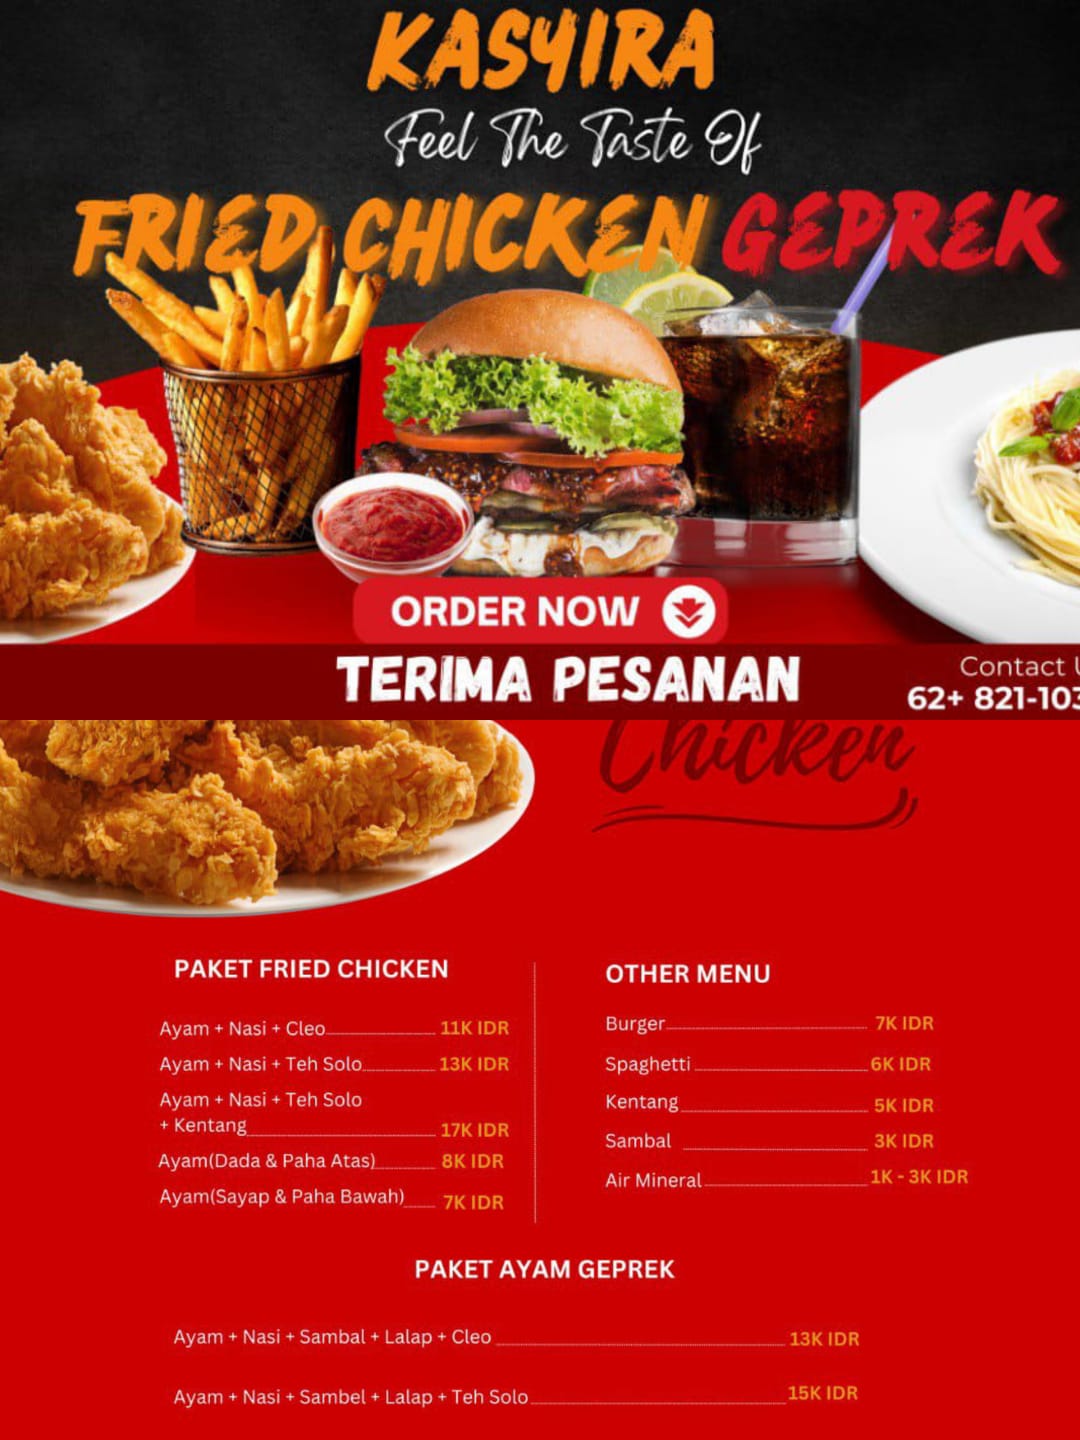 KASYIRA
Feel The Taste Of
FRIED CHICKEN GEPREK
ORDER NOW
TERIMA PESANAN
Contact
62+ 821-103
Chicken
PAKET FRIED CHICKEN
Ayam + Nasi + Cleo 11K IDR
Ayam + Nasi + Teh Solo 13K IDR
Ayam + Nasi + Teh Solo
+ Kentang 17K IDR
Ayam(Dada & Paha Atas) 8K IDR
Ayam(Sayap & Paha Bawah) 7K IDR
OTHER MENU
Burger 7K IDR
Spaghetti 6K IDR
Kentang 5K IDR
Sambal 3K IDR
Air Mineral 1K - 3K IDR
PAKET AYAM GEPREK
Ayam + Nasi + Sambal + Lalap + Cleo 13K IDR
Ayam + Nasi + Sambel + Lalap + Teh Solo 15K IDR